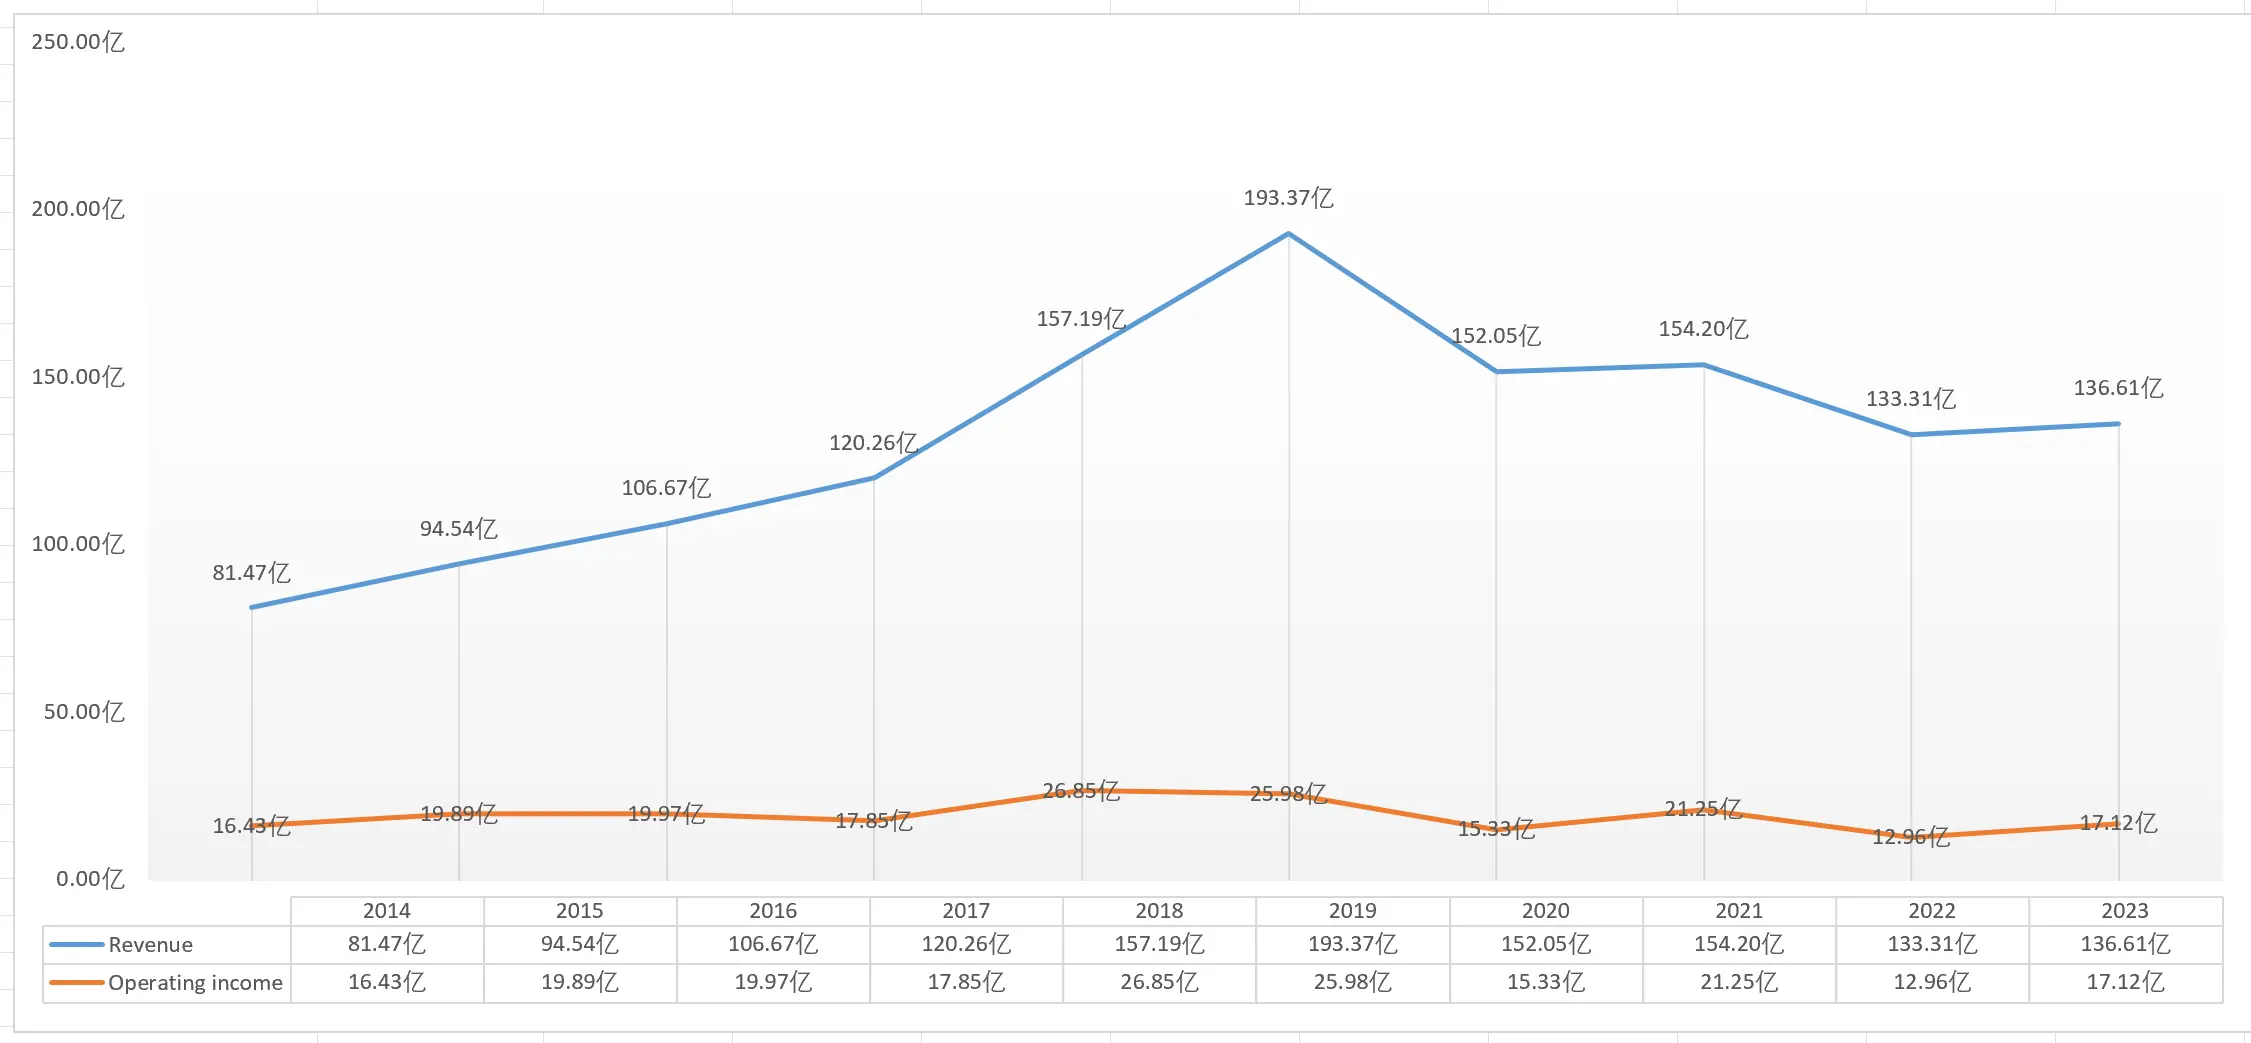 250.00亿
200.00亿
150.00亿
100.00亿
50.00亿
0.00亿
193.37亿
157.19亿
152.05亿
154.20亿
136.61亿
133.31亿
120.26亿
106.67亿
94.54亿
81.47亿
16.43亿 19.89亿 19.97亿 17.85亿 26.85亿 25.98亿 15.33亿 21.25亿 12.96亿 17.12亿
2014 2015 2016 2017 2018 2019 2020 2021 2022 2023
Revenue 81.47亿 94.54亿 106.67亿 120.26亿 157.19亿 193.37亿 152.05亿 154.20亿 133.31亿 136.61亿
Operating income 16.43亿 19.89亿 19.97亿 17.85亿 26.85亿 25.98亿 15.33亿 21.25亿 12.96亿 17.12亿